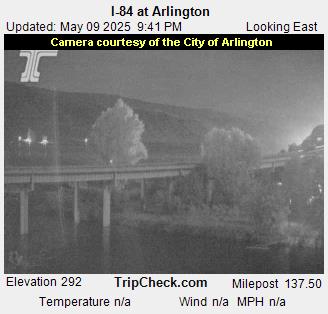 I-84 at Arlington
Updated: May 09 2025 9:41 PM Looking East
Camera courtesy of the City of Arlington
Elevation 292 TripCheck.com Milepost 137.50
Temperature n/a Wind n/a MPH n/a